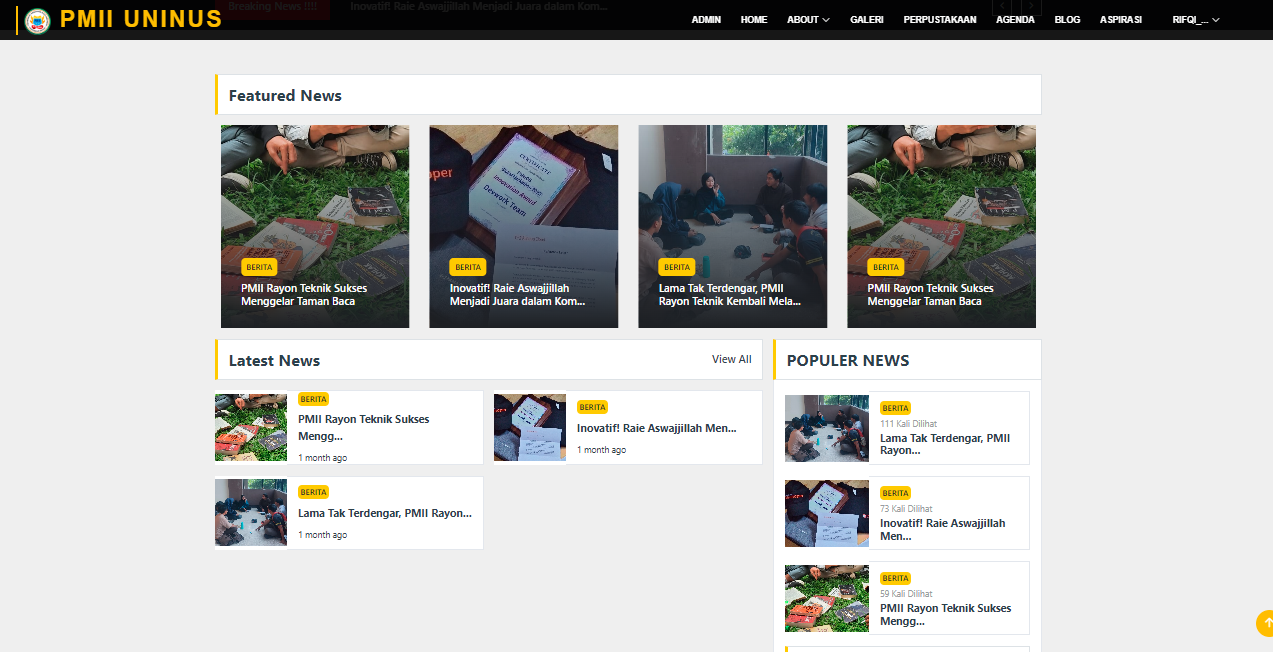 Breaking News !!!!
Inovatif! Raie Aswajjillah Menjadi Juara dalam Kom...
PMII UNINUS
ADMIN
HOME
ABOUT
GALERI
PERPUSTAKAAN
AGENDA
BLOG
ASPIRASI
RIFQI_...
Featured News
BERITA
PMII Rayon Teknik Sukses
Menggelar Taman Baca
CERTIFICATE
Innovation Award
Devwork Team
BERITA
Inovatif! Raie Aswajjillah
Menjadi Juara dalam Kom...
BERITA
Lama Tak Terdengar, PMII
Rayon Teknik Kembali Mela...
BERITA
PMII Rayon Teknik Sukses
Menggelar Taman Baca
Latest News
View All
BERITA
PMII Rayon Teknik Sukses
Mengg...
1 month ago
BERITA
Inovatif! Raie Aswajjillah Men...
1 month ago
BERITA
Lama Tak Terdengar, PMII Rayon...
1 month ago
POPULER NEWS
BERITA
111 Kali Dilihat
Lama Tak Terdengar, PMII
Rayon...
BERITA
73 Kali Dilihat
Inovatif! Raie Aswajjillah
Men...
BERITA
59 Kali Dilihat
PMII Rayon Teknik Sukses
Mengg...